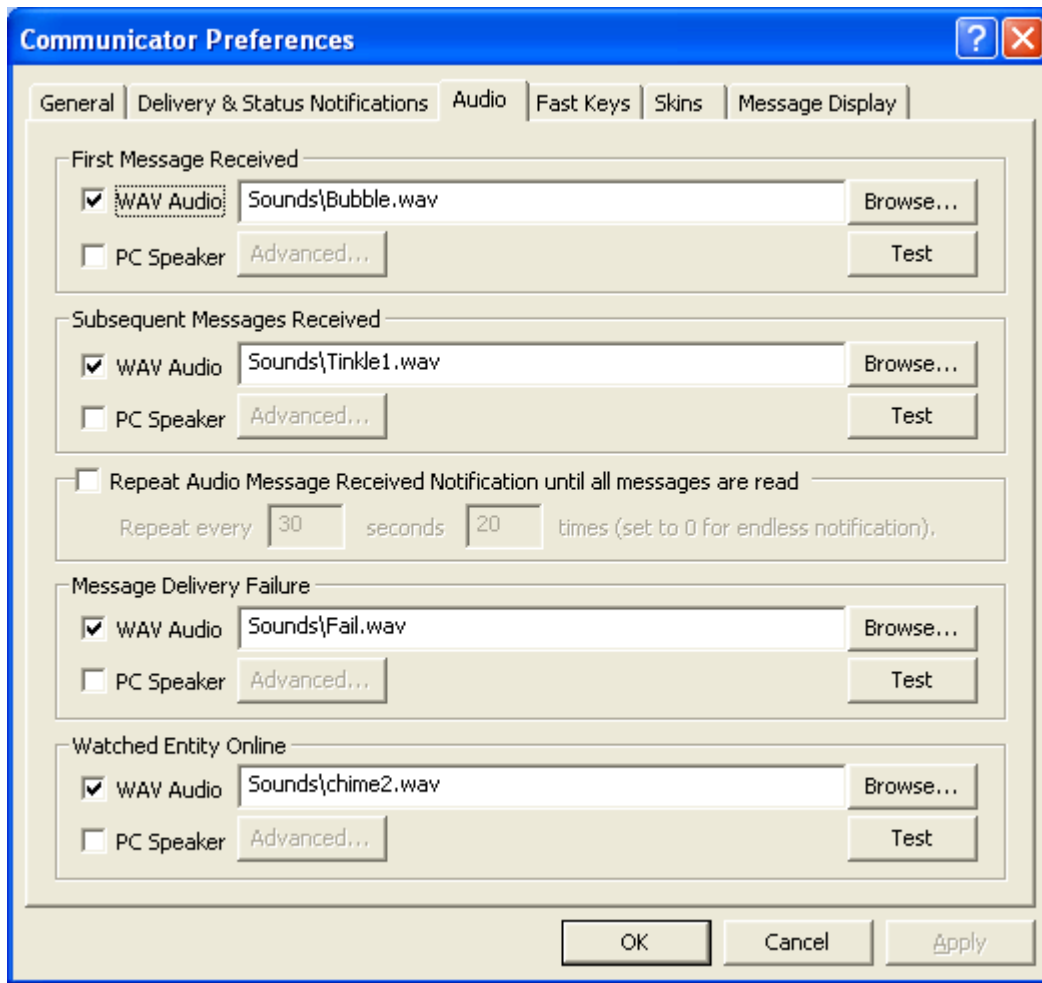 Communicator Preferences
General Delivery & Status Notifications Audio Fast Keys Skins Message Display
First Message Received
WAV Audio Sounds\Bubble.wav Browse...
PC Speaker Advanced... Test
Subsequent Messages Received
WAV Audio Sounds\Tinkle1.wav Browse...
PC Speaker Advanced... Test
Repeat Audio Message Received Notification until all messages are read
Repeat every 30 seconds 20 times (set to 0 for endless notification).
Message Delivery Failure
WAV Audio Sounds\Fail.wav Browse...
PC Speaker Advanced... Test
Watched Entity Online
WAV Audio Sounds\chime2.wav Browse...
PC Speaker Advanced... Test
OK Cancel Apply